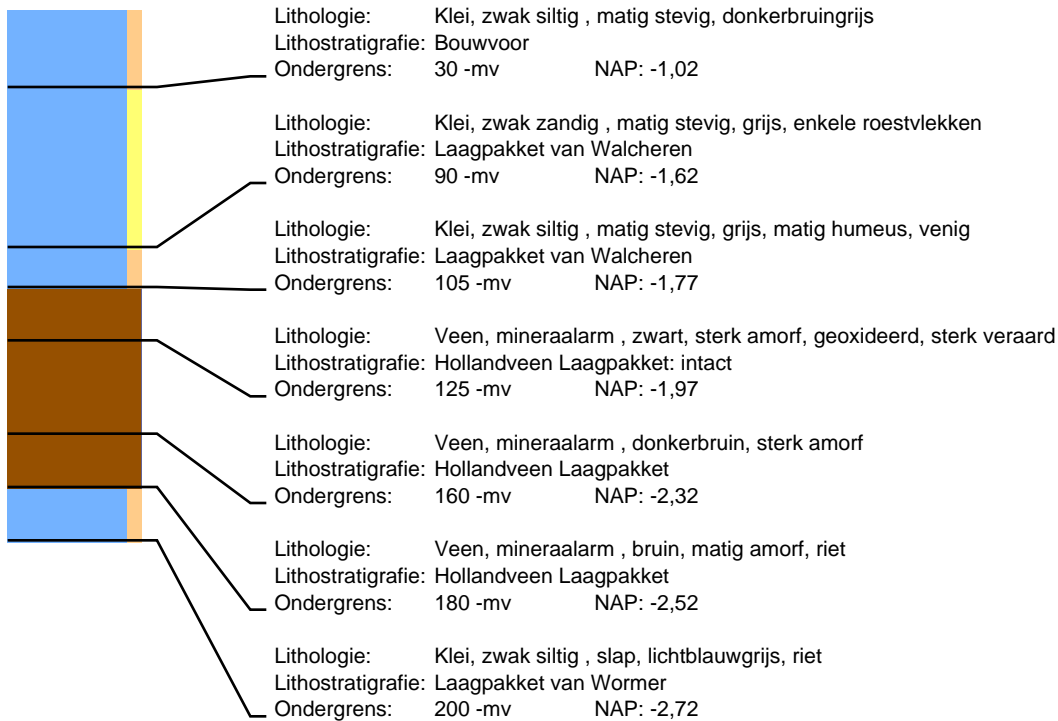 Lithologie: Klei, zwak siltig , matig stevig, donkerbruingrijs
Lithostratigrafie: Bouwvoor
Ondergrens: 30 -mv NAP: -1,02
Lithologie: Klei, zwak zandig , matig stevig, grijs, enkele roestvlekken
Lithostratigrafie: Laagpakket van Walcheren
Ondergrens: 90 -mv NAP: -1,62
Lithologie: Klei, zwak siltig , matig stevig, grijs, matig humeus, venig
Lithostratigrafie: Laagpakket van Walcheren
Ondergrens: 105 -mv NAP: -1,77
Lithologie: Veen, mineraalarm , zwart, sterk amorf, geoxideerd, sterk veraard
Lithostratigrafie: Hollandveen Laagpakket: intact
Ondergrens: 125 -mv NAP: -1,97
Lithologie: Veen, mineraalarm , donkerbruin, sterk amorf
Lithostratigrafie: Hollandveen Laagpakket
Ondergrens: 160 -mv NAP: -2,32
Lithologie: Veen, mineraalarm , bruin, matig amorf, riet
Lithostratigrafie: Hollandveen Laagpakket
Ondergrens: 180 -mv NAP: -2,52
Lithologie: Klei, zwak siltig , slap, lichtblauwgrijs, riet
Lithostratigrafie: Laagpakket van Wormer
Ondergrens: 200 -mv NAP: -2,72